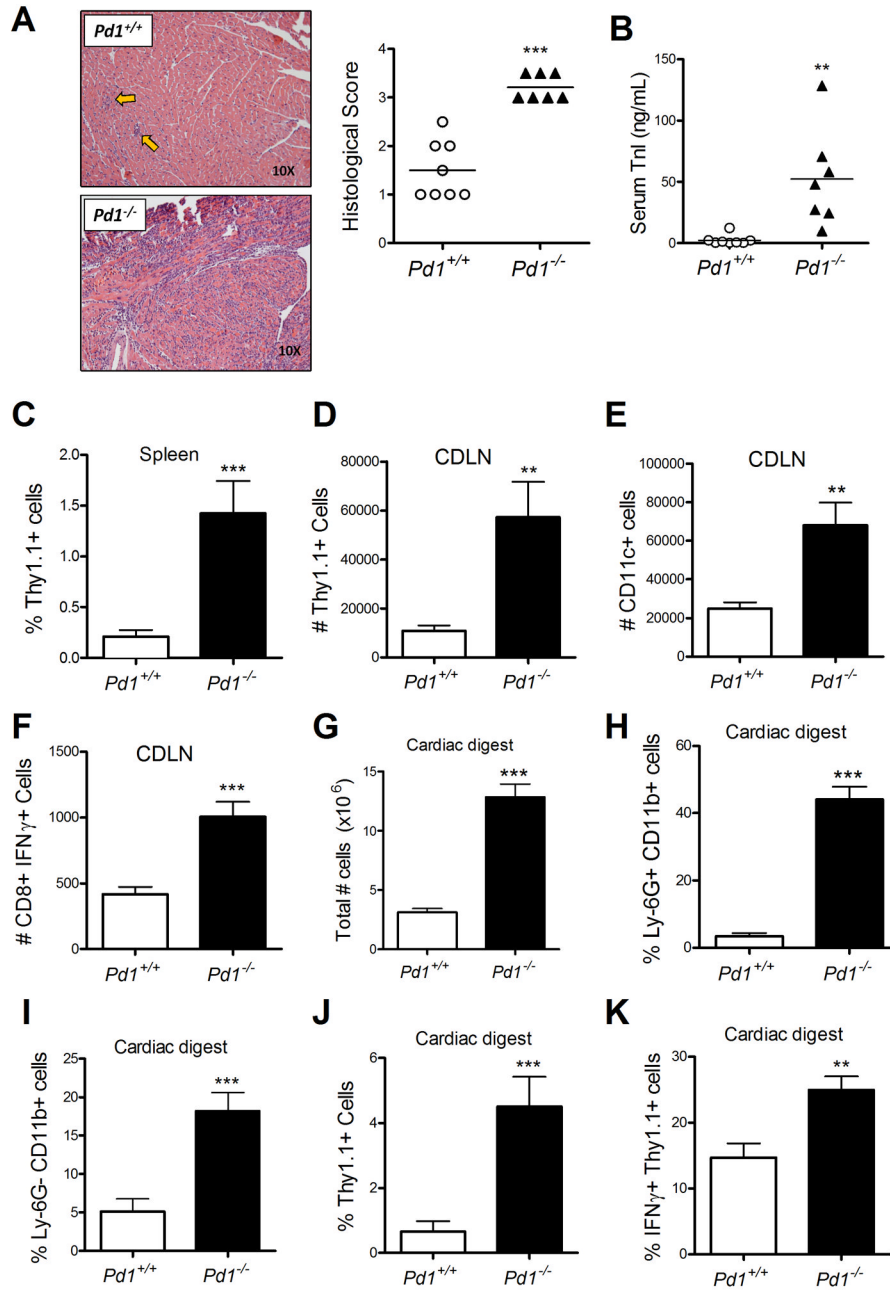 A
Pd1+/+
10X
Pd1-/-
10X
Histological Score
4
3
2
1
0
***
Pd1+/+ Pd1-/-
B
Serum TnI (ng/mL)
150
100
50
0
**
Pd1+/+ Pd1-/-
C
Spleen
% Thy1.1+ cells
2.0
1.5
1.0
0.5
0.0
***
Pd1+/+ Pd1-/-
D
CDLN
# Thy1.1+ Cells
80000
60000
40000
20000
0
**
Pd1+/+ Pd1-/-
E
CDLN
# CD11c+ cells
100000
80000
60000
40000
20000
0
**
Pd1+/+ Pd1-/-
F
CDLN
# CD8+ IFNγ+ Cells
1500
1000
500
0
***
Pd1+/+ Pd1-/-
G
Cardiac digest
Total # cells (x10^6)
15
10
5
0
***
Pd1+/+ Pd1-/-
H
Cardiac digest
% Ly-6G+ CD11b+ cells
60
40
20
0
***
Pd1+/+ Pd1-/-
I
Cardiac digest
% Ly-6G- CD11b+ cells
25
20
15
10
5
0
***
Pd1+/+ Pd1-/-
J
Cardiac digest
% Thy1.1+ Cells
6
4
2
0
***
Pd1+/+ Pd1-/-
K
Cardiac digest
% IFNγ+ Thy1.1+ cells
30
20
10
0
**
Pd1+/+ Pd1-/-